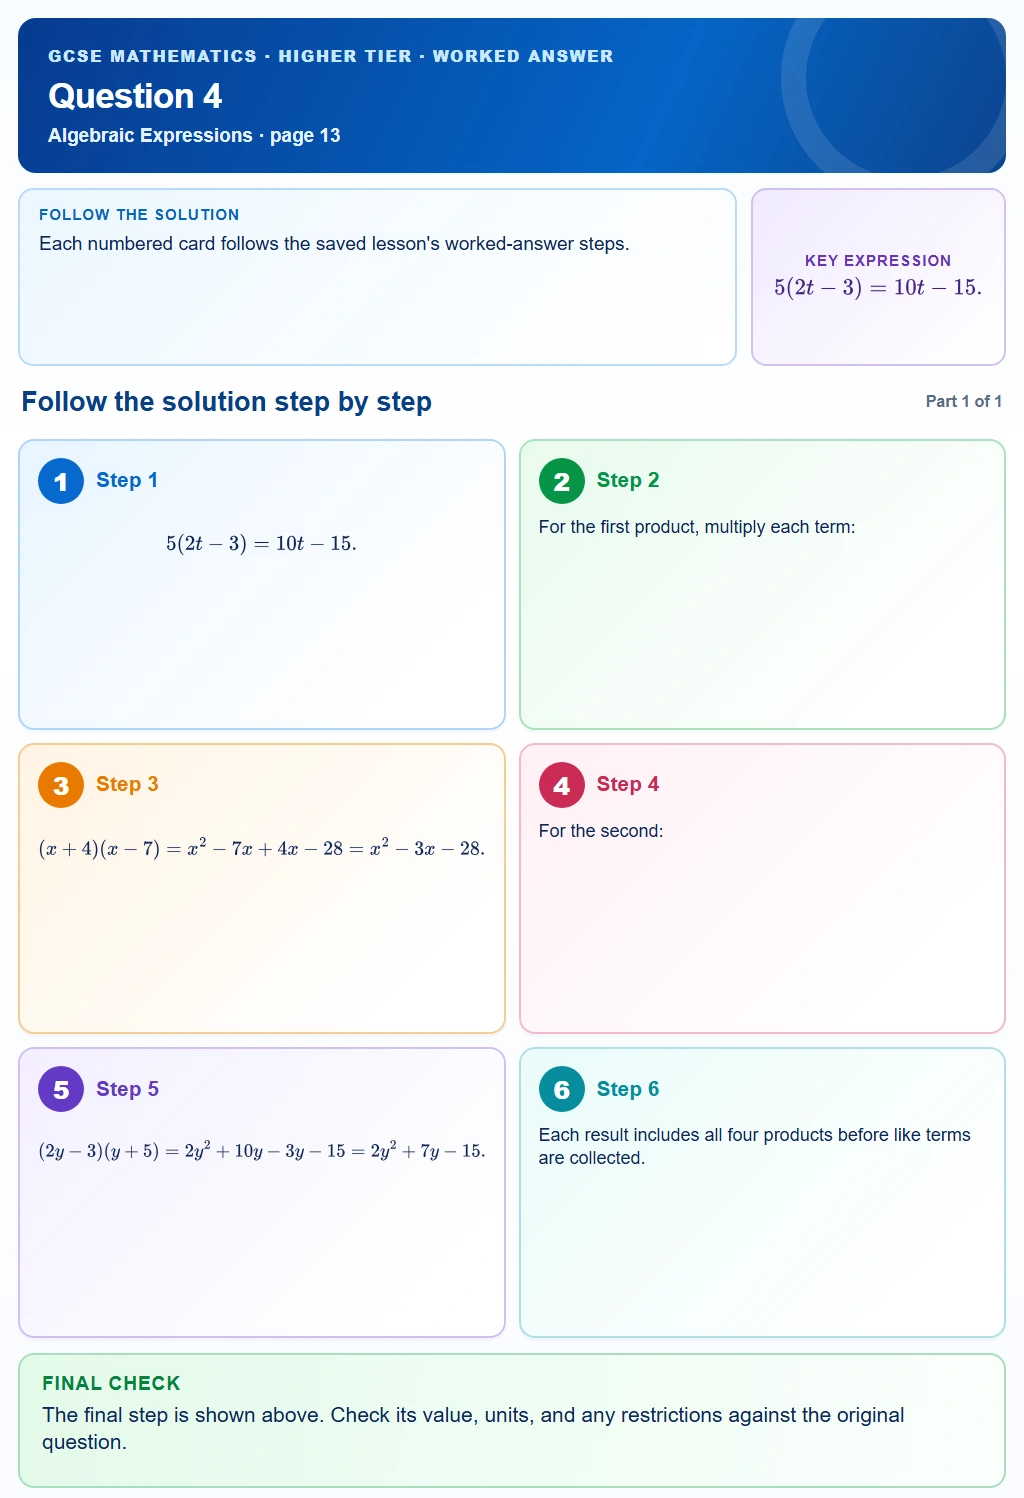 GCSE MATHEMATICS · HIGHER TIER · WORKED ANSWER
Question 4
Algebraic Expressions · page 13
FOLLOW THE SOLUTION
Each numbered card follows the saved lesson's worked-answer steps.
KEY EXPRESSION
5(2t − 3) = 10t − 15.
Follow the solution step by step
Part 1 of 1
1 Step 1
5(2t − 3) = 10t − 15.
2 Step 2
For the first product, multiply each term:
3 Step 3
(x + 4)(x − 7) = x² − 7x + 4x − 28 = x² − 3x − 28.
4 Step 4
For the second:
5 Step 5
(2y − 3)(y + 5) = 2y² + 10y − 3y − 15 = 2y² + 7y − 15.
6 Step 6
Each result includes all four products before like terms
are collected.
FINAL CHECK
The final step is shown above. Check its value, units, and any restrictions against the original
question.